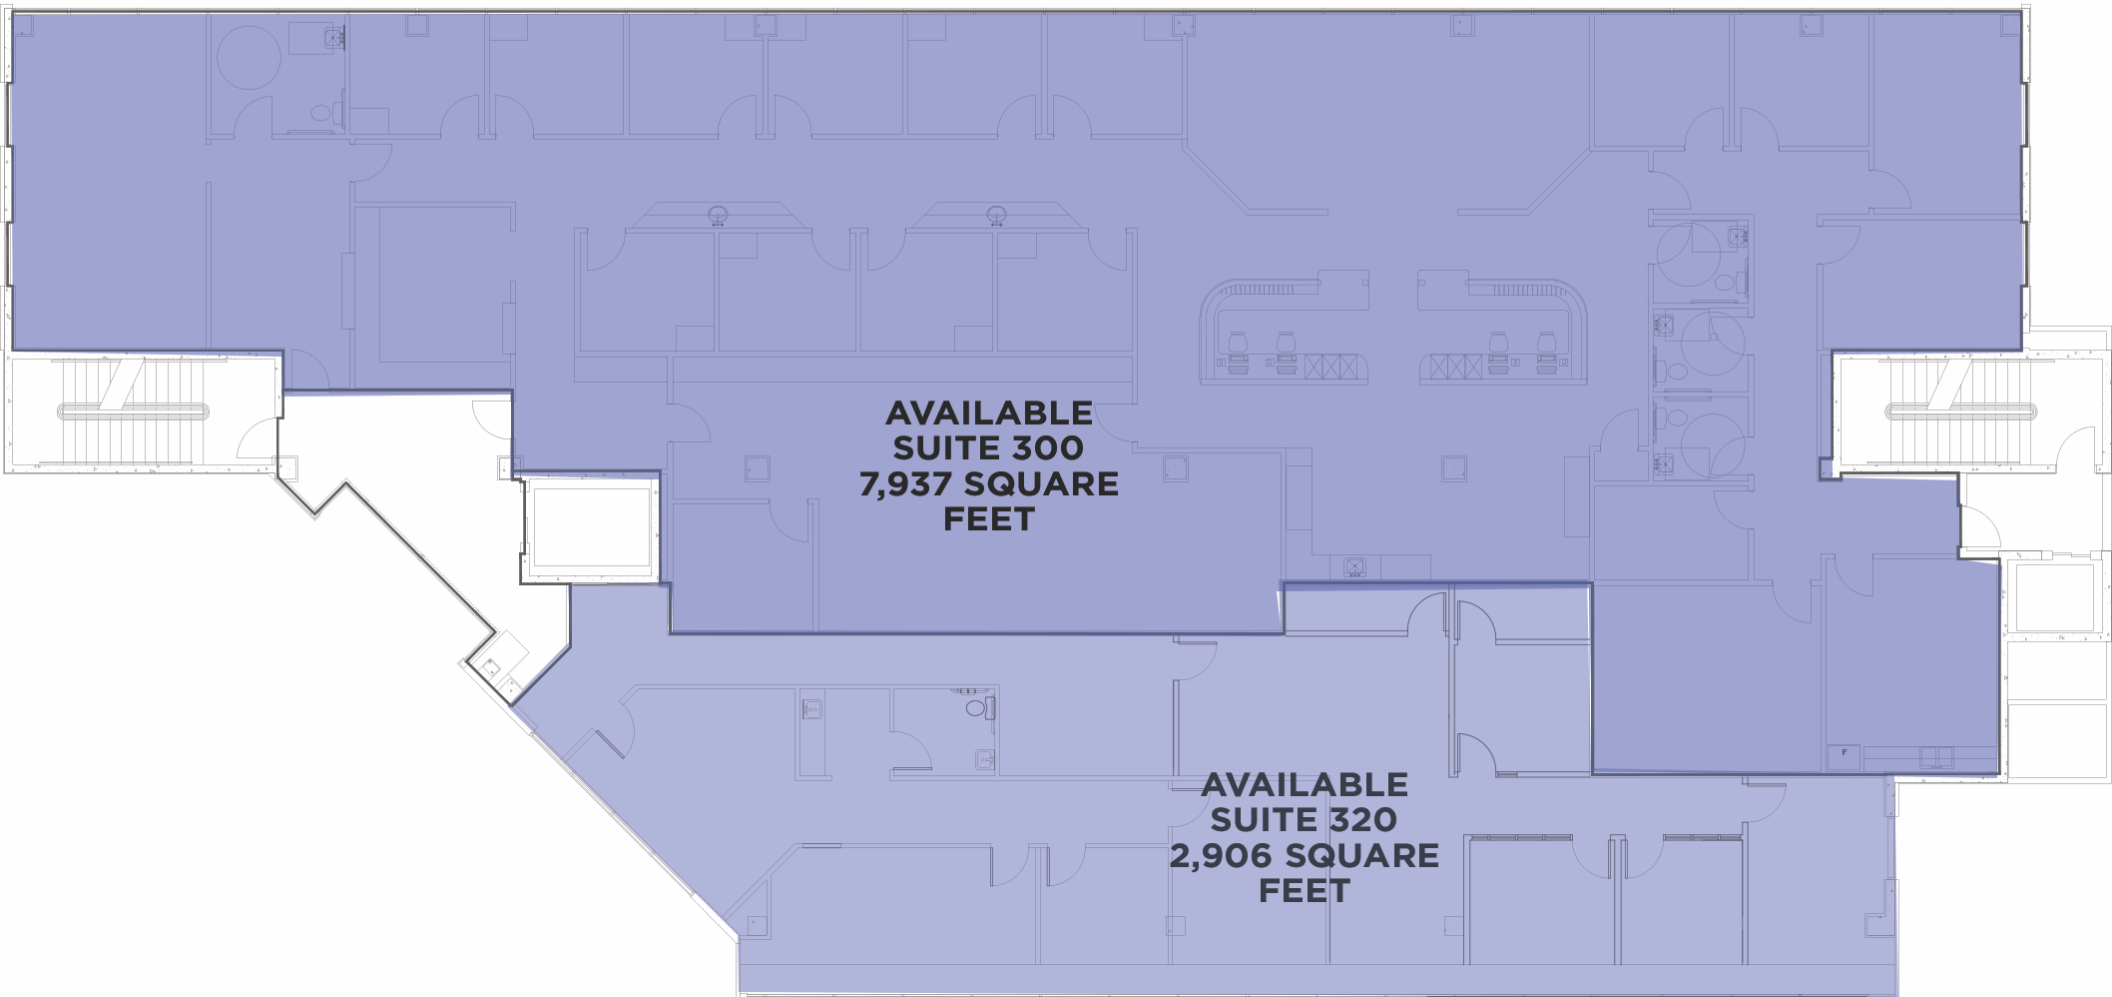 AVAILABLE
SUITE 300
7,937 SQUARE
FEET
F
AVAILABLE
SUITE 320
2,906 SQUARE
FEET